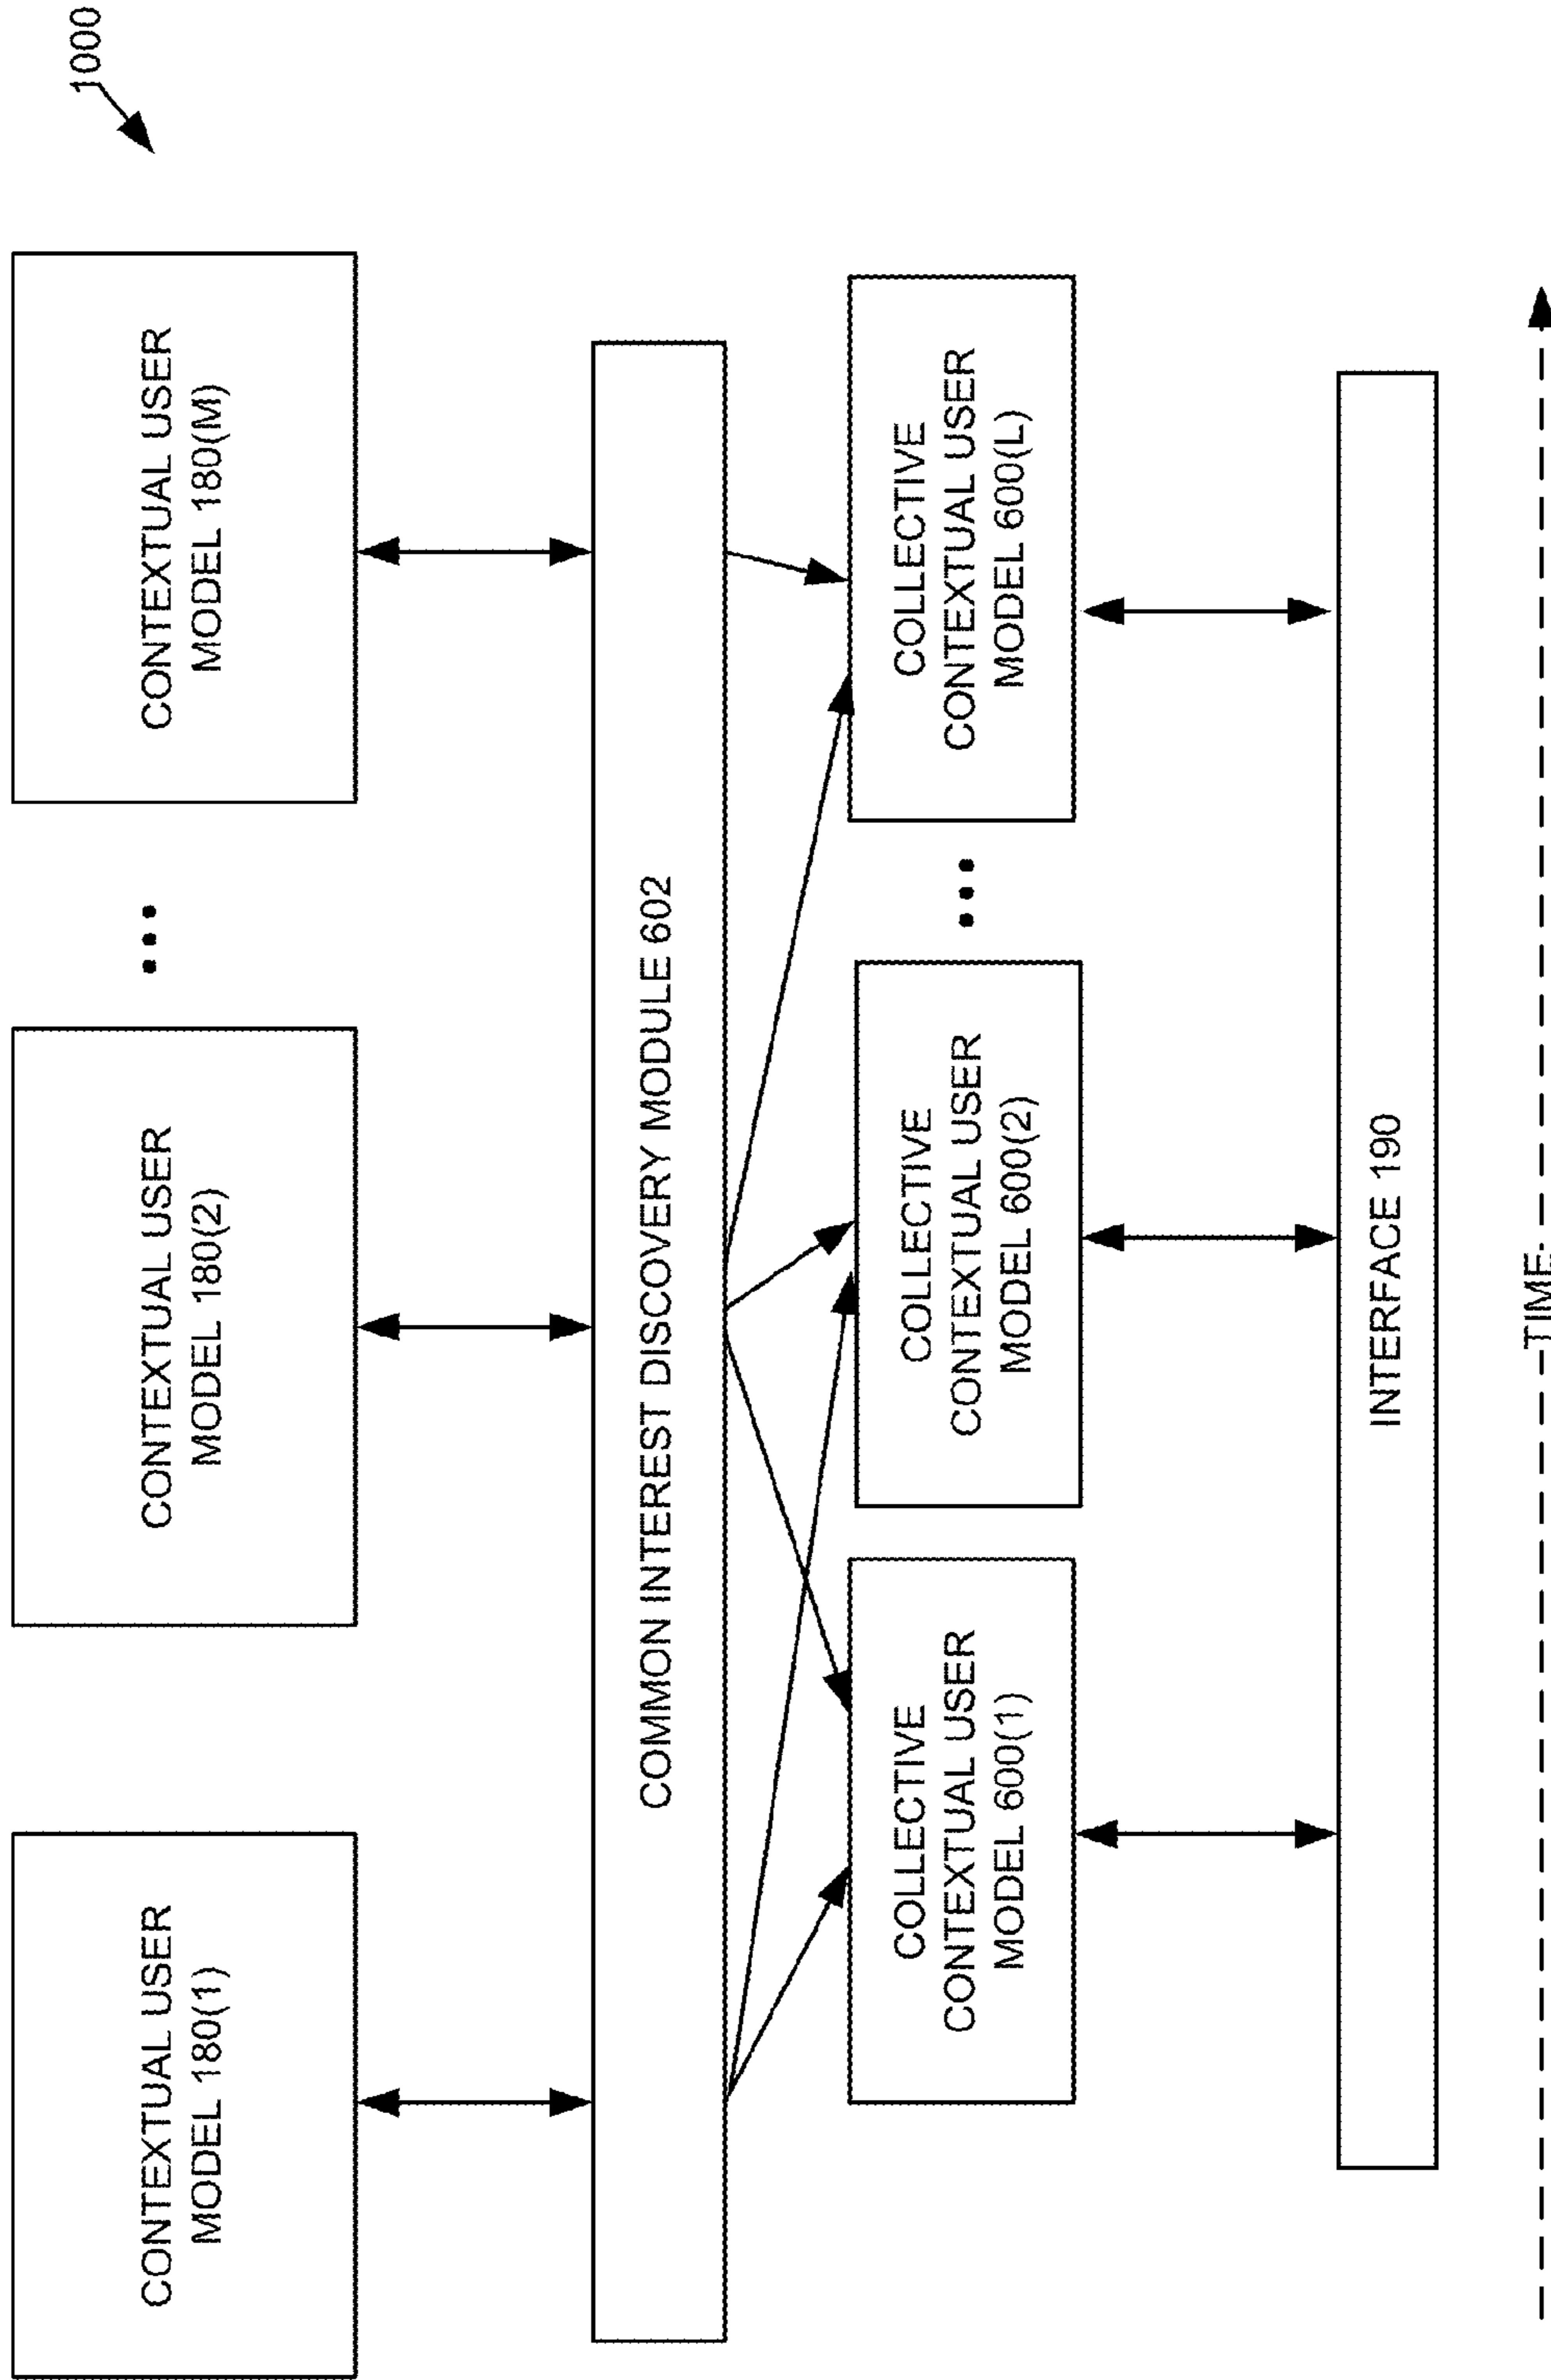 1000
CONTEXTUAL USER
MODEL 180(1)
CONTEXTUAL USER
MODEL 180(2)
...
CONTEXTUAL USER
MODEL 180(M)
COMMON INTEREST DISCOVERY MODULE 602
COLLECTIVE
CONTEXTUAL USER
MODEL 600(1)
COLLECTIVE
CONTEXTUAL USER
MODEL 600(2)
...
COLLECTIVE
CONTEXTUAL USER
MODEL 600(L)
INTERFACE 190
TIME